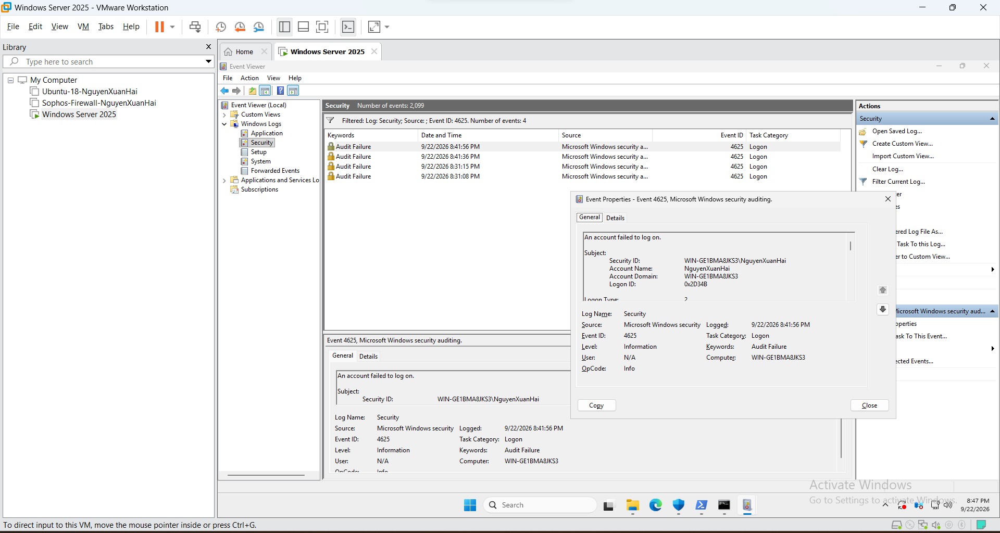 Windows Server 2025 - VMware Workstation
File Edit View VM Tabs Help
Library
Type here to search
My Computer
Ubuntu-18-NguyenXuanHai
Sophos-Firewall-NguyenXuanHai
Windows Server 2025
Home
Windows Server 2025
Event Viewer
File Action View Help
Event Viewer (Local)
Custom Views
Windows Logs
Application
Security
Setup
System
Forwarded Events
Applications and Services Lo
Subscriptions
Security Number of events: 2,099
Filtered: Log: Security; Source: ; Event ID: 4625. Number of events: 4
Keywords Date and Time Source Event ID Task Category
Audit Failure 9/22/2026 8:41:56 PM Microsoft Windows security a... 4625 Logon
Audit Failure 9/22/2026 8:41:36 PM Microsoft Windows security a... 4625 Logon
Audit Failure 9/22/2026 8:31:15 PM Microsoft Windows security a... 4625 Logon
Audit Failure 9/22/2026 8:31:08 PM Microsoft Windows security a... 4625 Logon
Event 4625, Microsoft Windows security auditing.
General Details
An account failed to log on.
Subject:
Security ID: WIN-GE1BMA8JKS3\NguyenXuanHai
Log Name: Security
Source: Microsoft Windows security Logged: 9/22/2026 8:41:56 PM
Event ID: 4625 Task Category: Logon
Level: Information Keywords: Audit Failure
User: N/A Computer: WIN-GE1BMA8JKS3
OpCode: Info
Event Properties - Event 4625, Microsoft Windows security auditing.
General Details
An account failed to log on.
Subject:
Security ID: WIN-GE1BMA8JKS3\NguyenXuanHai
Account Name: NguyenXuanHai
Account Domain: WIN-GE1BMA8JKS3
Logon ID: 0x2D34B
Logon Type: 2
Log Name: Security
Source: Microsoft Windows security Logged: 9/22/2026 8:41:56 PM
Event ID: 4625 Task Category: Logon
Level: Information Keywords: Audit Failure
User: N/A Computer: WIN-GE1BMA8JKS3
OpCode: Info
Copy Close
Actions
Security
Open Saved Log...
Create Custom View...
Import Custom View...
Clear Log...
Filter Current Log...
er
es
ered Log File As...
Task To this Log...
er to Custom View...
Microsoft Windows security aud...
operties
ask To This Event...
ected Events...
Activate Windows
Go to Settings to activate Windows.
Search
8:47 PM
9/22/2026
To direct input to this VM, move the mouse pointer inside or press Ctrl+G.